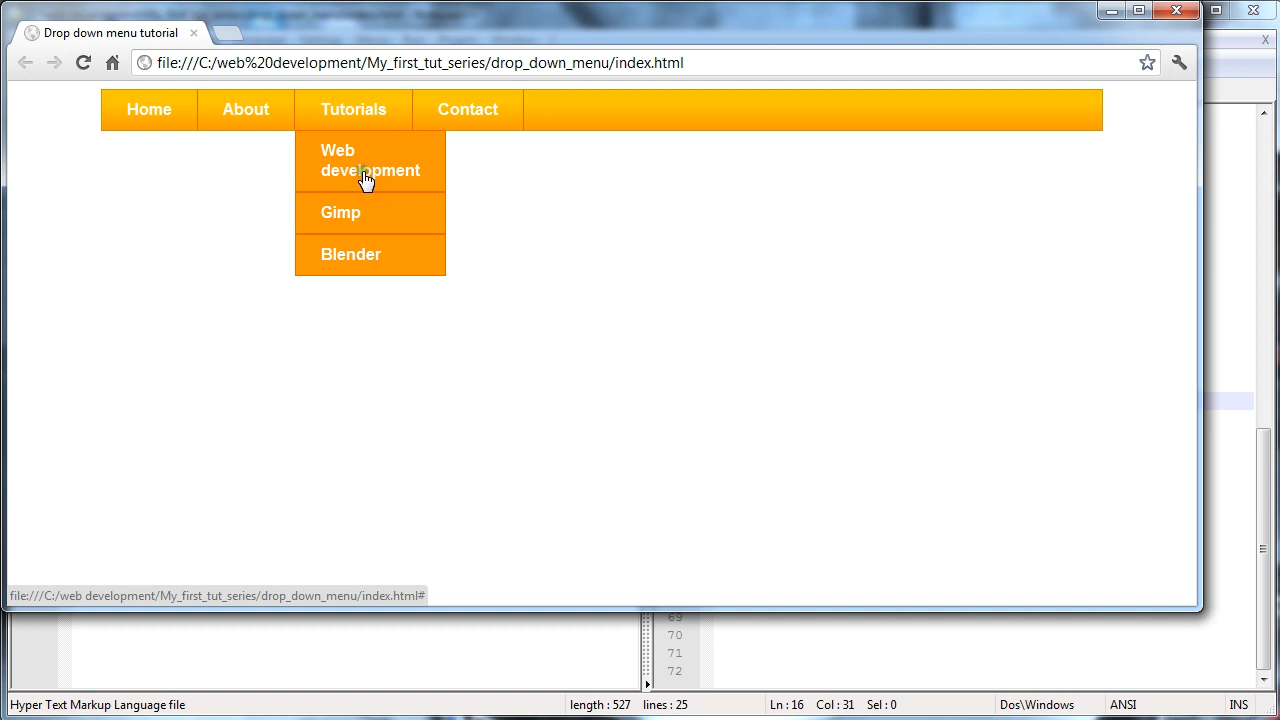 Drop down menu tutorial
file:///C:/web%20development/My_first_tut_series/drop_down_menu/index.html
Home About Tutorials Contact
Web
development
Gimp
Blender
file:///C:/web development/My_first_tut_series/drop_down_menu/index.html#
69
70
71
72
Hyper Text Markup Language file length : 527 lines : 25 Ln : 16 Col : 31 Sel : 0 Dos\Windows ANSI INS